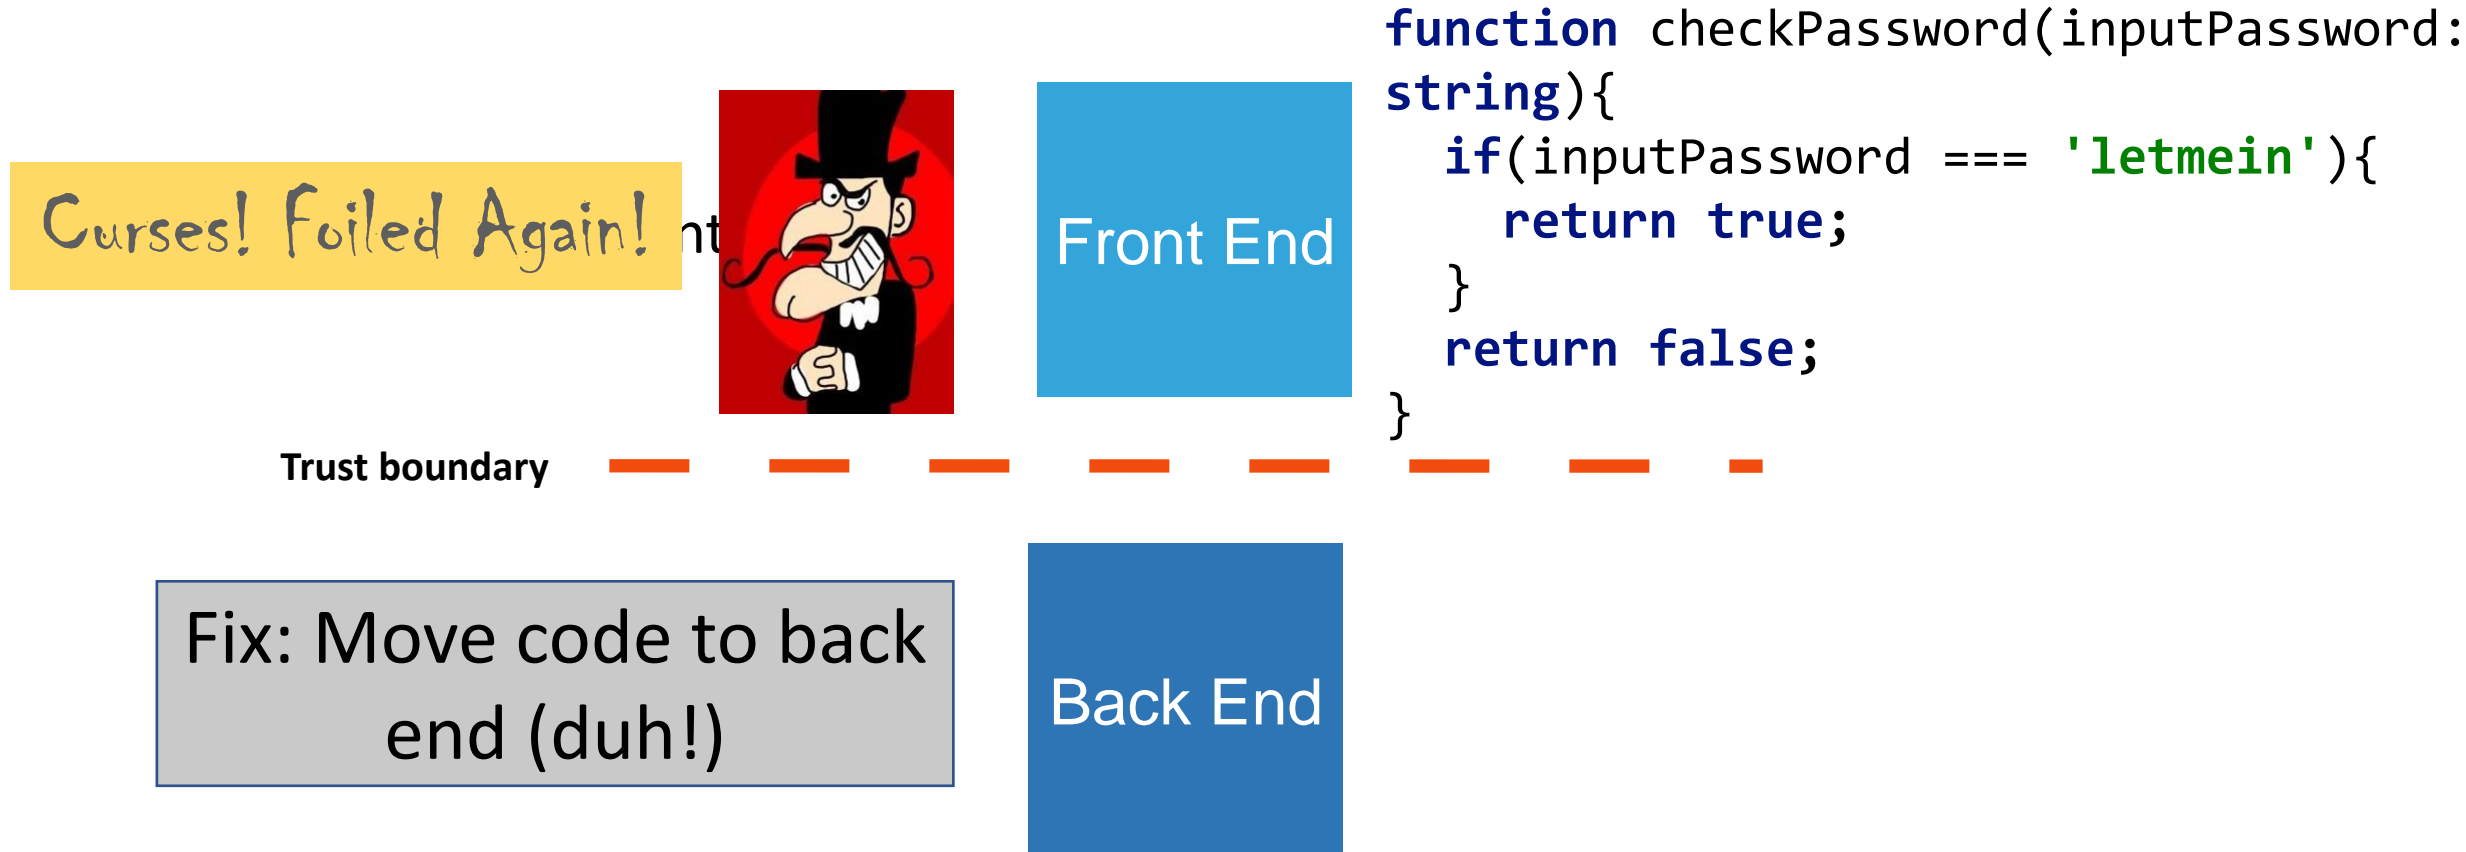 function checkPassword(inputPassword:
string){
if(inputPassword === 'letmein'){
return true;
}
return false;
}
Curses! Foiled Again!
Front End
Trust boundary
Fix: Move code to back
end (duh!)
Back End